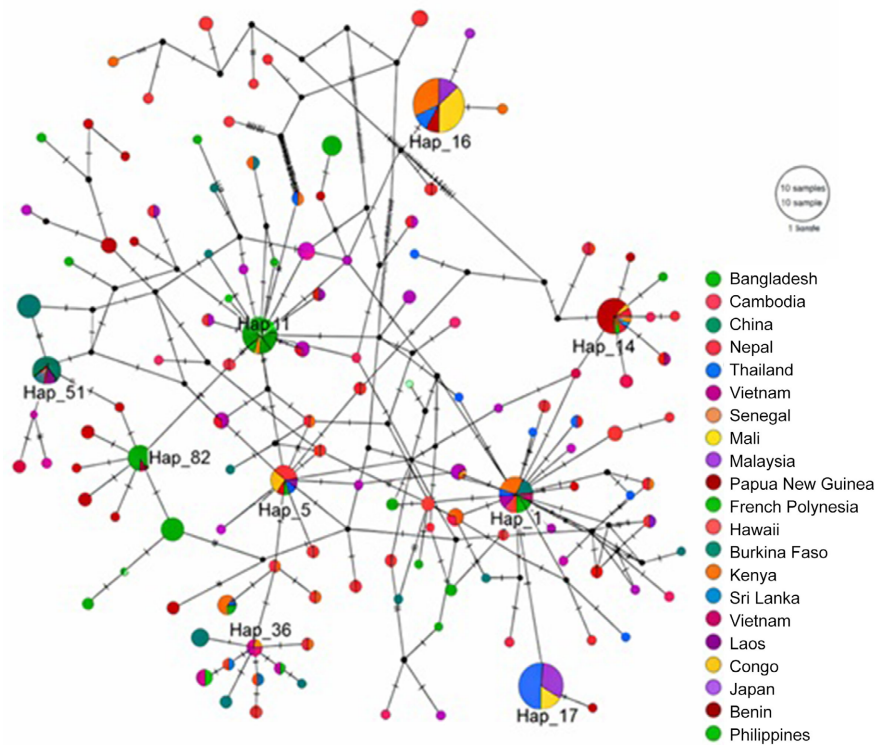 Hap_16
10 samples
10 sample
Hap_11
Hap_14
Hap_51
Hap_82
Hap_5
Hap_1
Hap_36
Hap_17
Bangladesh
Cambodia
China
Nepal
Thailand
Vietnam
Senegal
Mali
Malaysia
Papua New Guinea
French Polynesia
Hawaii
Burkina Faso
Kenya
Sri Lanka
Vietnam
Laos
Congo
Japan
Benin
Philippines